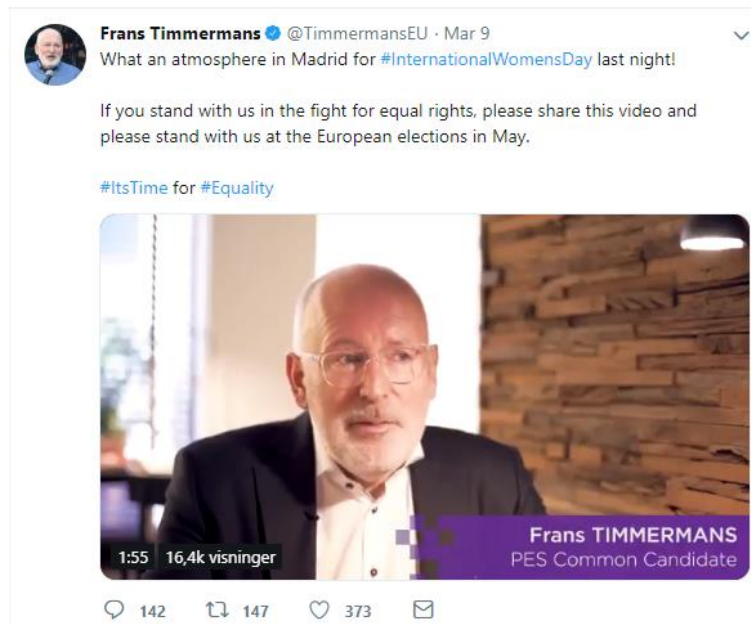 Frans Timmermans @TimmermansEU · Mar 9
What an atmosphere in Madrid for #InternationalWomensDay last night!
If you stand with us in the fight for equal rights, please share this video and
please stand with us at the European elections in May.
#ItsTime for #Equality
Frans TIMMERMANS
PES Common Candidate
1:55 16,4k visninger
142 147 373